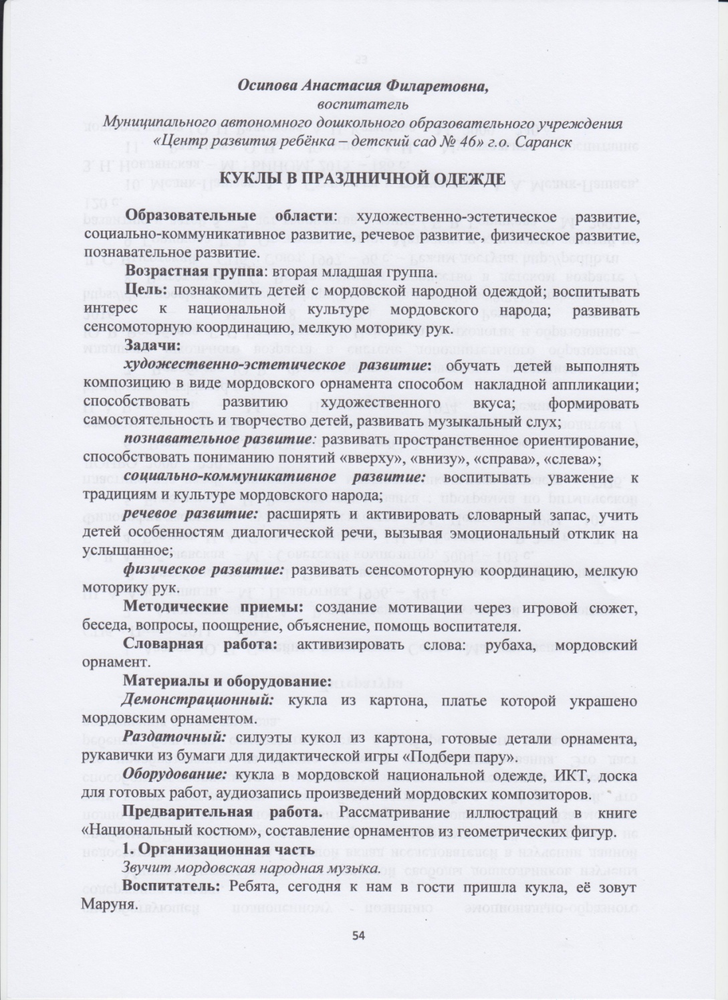 Осипова Анастасия Филаретовна,
воспитатель
Муниципального автономного дошкольного образовательного учреждения
«Центр развития ребёнка – детский сад № 46» г.о. Саранск
КУКЛЫ В ПРАЗДНИЧНОЙ ОДЕЖДЕ
Образовательные области: художественно-эстетическое развитие,
социально-коммуникативное развитие, речевое развитие, физическое развитие,
познавательное развитие.
Возрастная группа: вторая младшая группа.
Цель: познакомить детей с мордовской народной одеждой; воспитывать
интерес к национальной культуре мордовского народа; развивать
сенсомоторную координацию, мелкую моторику рук.
Задачи:
художественно-эстетическое развитие: обучать детей выполнять
композицию в виде мордовского орнамента способом накладной аппликации;
способствовать развитию художественного вкуса; формировать
самостоятельность и творчество детей, развивать музыкальный слух;
познавательное развитие: развивать пространственное ориентирование,
способствовать пониманию понятий «вверху», «внизу», «справа», «слева»;
социально-коммуникативное развитие: воспитывать уважение к
традициям и культуре мордовского народа;
речевое развитие: расширять и активировать словарный запас, учить
детей особенностям диалогической речи, вызывая эмоциональный отклик на
услышанное;
физическое развитие: развивать сенсомоторную координацию, мелкую
моторику рук.
Методические приемы: создание мотивации через игровой сюжет,
беседа, вопросы, поощрение, объяснение, помощь воспитателя.
Словарная работа: активизировать слова: рубаха, мордовский
орнамент.
Материалы и оборудование:
Демонстрационный: кукла из картона, платье которой украшено
мордовским орнаментом.
Раздаточный: силуэты кукол из картона, готовые детали орнамента,
рукавички из бумаги для дидактической игры «Подбери пару».
Оборудование: кукла в мордовской национальной одежде, ИКТ, доска
для готовых работ, аудиозапись произведений мордовских композиторов.
Предварительная работа. Рассматривание иллюстраций в книге
«Национальный костюм», составление орнаментов из геометрических фигур.
1. Организационная часть
Звучит мордовская народная музыка.
Воспитатель: Ребята, сегодня к нам в гости пришла кукла, её зовут
Маруня.
54